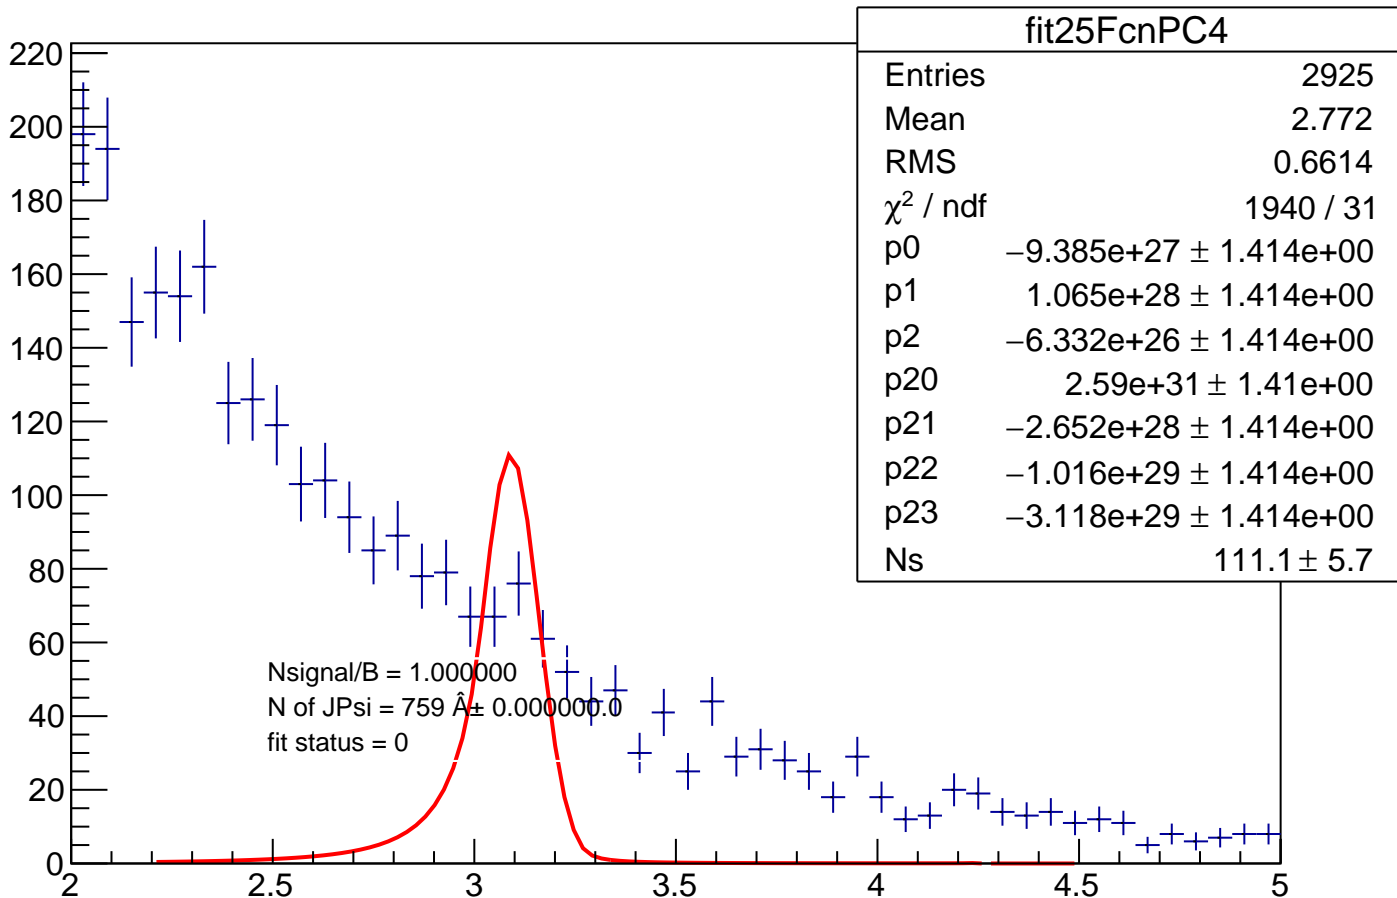 fit25FcnPC4
Entries 2925
Mean 2.772
RMS 0.6614
χ² / ndf 1940 / 31
p0 −9.385e+27 ± 1.414e+00
p1 1.065e+28 ± 1.414e+00
p2 −6.332e+26 ± 1.414e+00
p20 2.59e+31 ± 1.41e+00
p21 −2.652e+28 ± 1.414e+00
p22 −1.016e+29 ± 1.414e+00
p23 −3.118e+29 ± 1.414e+00
Ns 111.1 ± 5.7
220
200
180
160
140
120
100
80
60
40
20
0
Nsignal/B = 1.000000
N of JPsi = 759 Â± 0.000000.0
fit status = 0
2 2.5 3 3.5 4 4.5 5